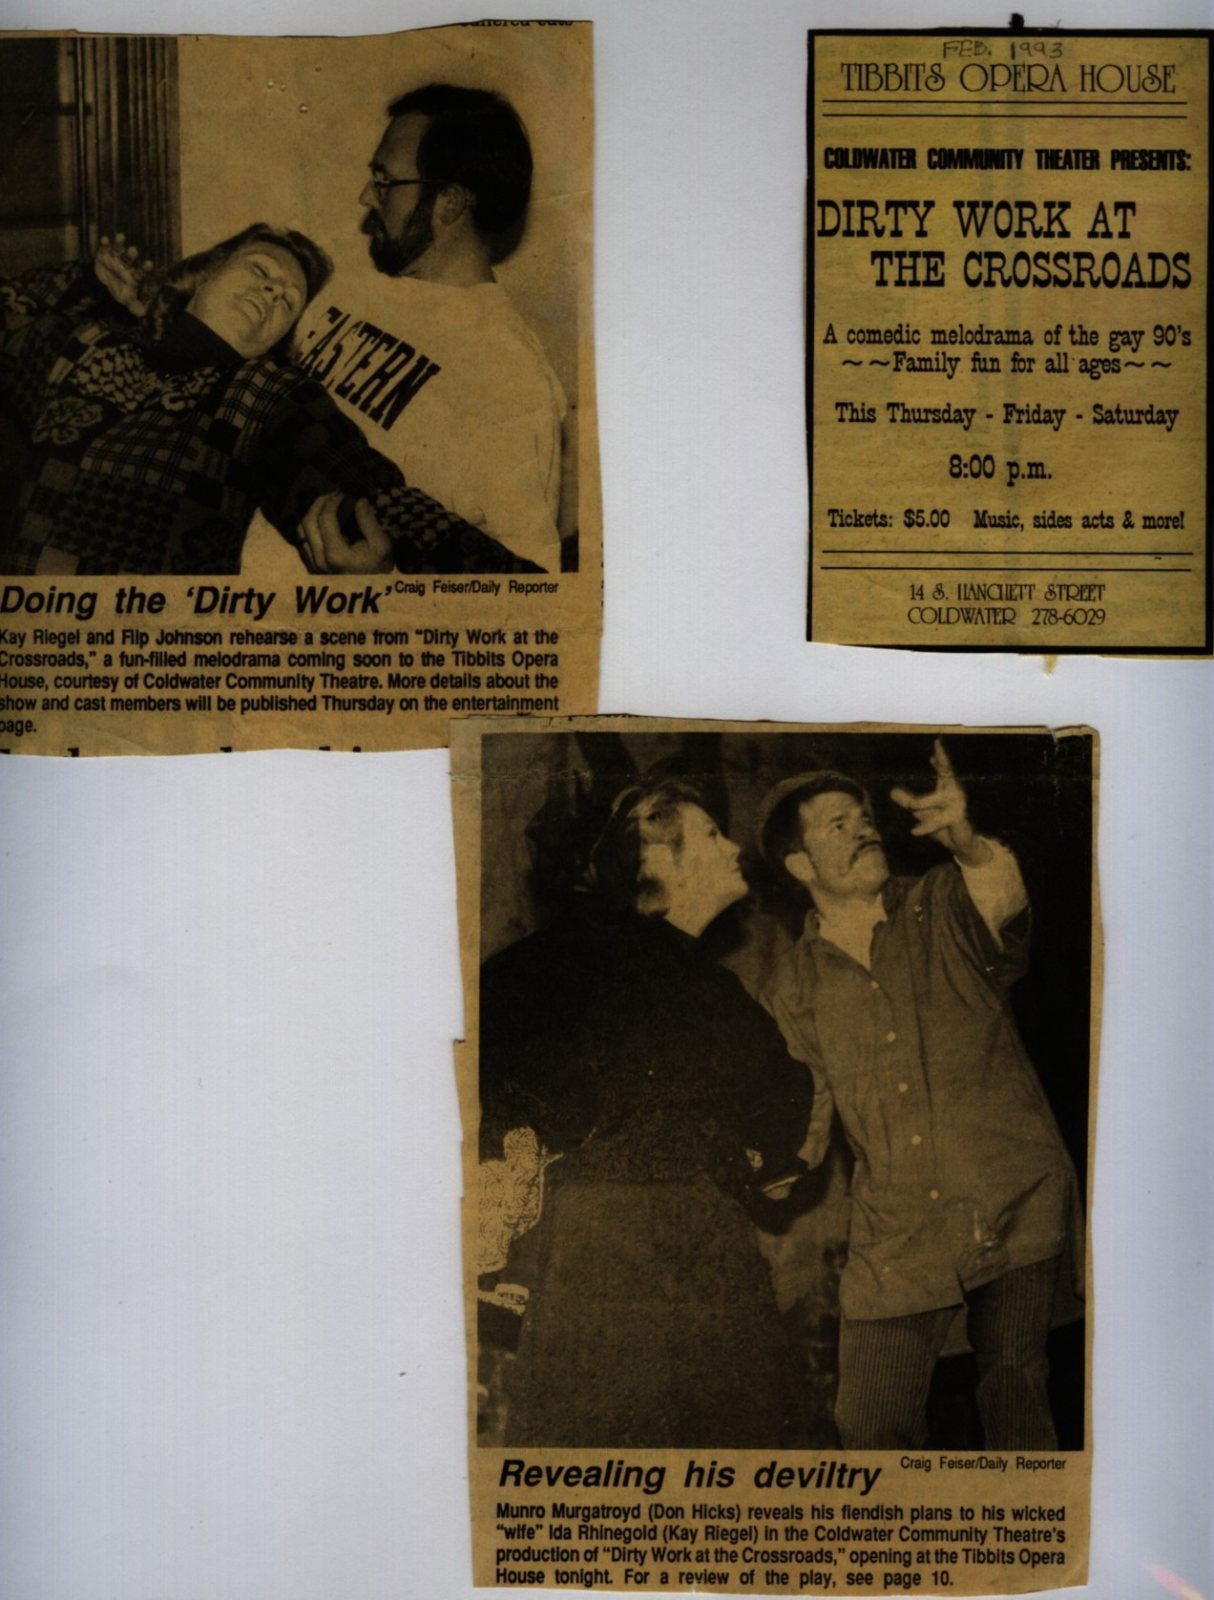 Doing the ‘Dirty Work’
Craig Feiser/Daily Reporter
Kay Riegel and Flip Johnson rehearse a scene from "Dirty Work at the
Crossroads," a fun-filled melodrama coming soon to the Tibbits Opera
House, courtesy of Coldwater Community Theatre. More details about the
show and cast members will be published Thursday on the entertainment
page.
EASTERN
FEB. 1993
TIBBITS OPERA HOUSE
COLDWATER COMMUNITY THEATER PRESENTS:
DIRTY WORK AT
THE CROSSROADS
A comedic melodrama of the gay 90's
~~Family fun for all ages~~
This Thursday - Friday - Saturday
8:00 p.m.
Tickets: $5.00 Music, sides acts & more!
14 S. HANCHETT STREET
COLDWATER 278-6029
Revealing his deviltry
Craig Feiser/Daily Reporter
Munro Murgatroyd (Don Hicks) reveals his fiendish plans to his wicked
"wife" Ida Rhinegold (Kay Riegel) in the Coldwater Community Theatre's
production of "Dirty Work at the Crossroads," opening at the Tibbits Opera
House tonight. For a review of the play, see page 10.